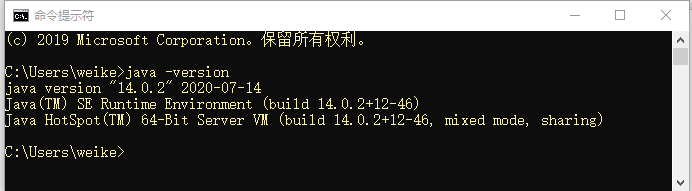 命令提示符
(c) 2019 Microsoft Corporation。保留所有权利。
C:\Users\weike>java -version
java version "14.0.2" 2020-07-14
Java(TM) SE Runtime Environment (build 14.0.2+12-46)
Java HotSpot(TM) 64-Bit Server VM (build 14.0.2+12-46, mixed mode, sharing)
C:\Users\weike>